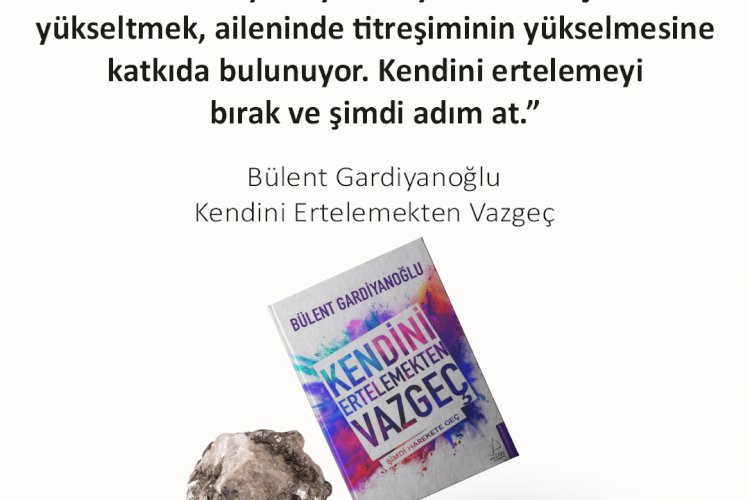 yükseltmek, aileninde titreşiminin yükselmesine
katkıda bulunuyor. Kendini ertelemeyi
bırak ve şimdi adım at.”
Bülent Gardiyanoğlu
Kendini Ertelemekten Vazgeç
BÜLENT GARDİYANOĞLU
KENDİNİ
ERTELEMEKTEN
VAZGEÇ
ŞİMDİ HAREKETE GEÇ